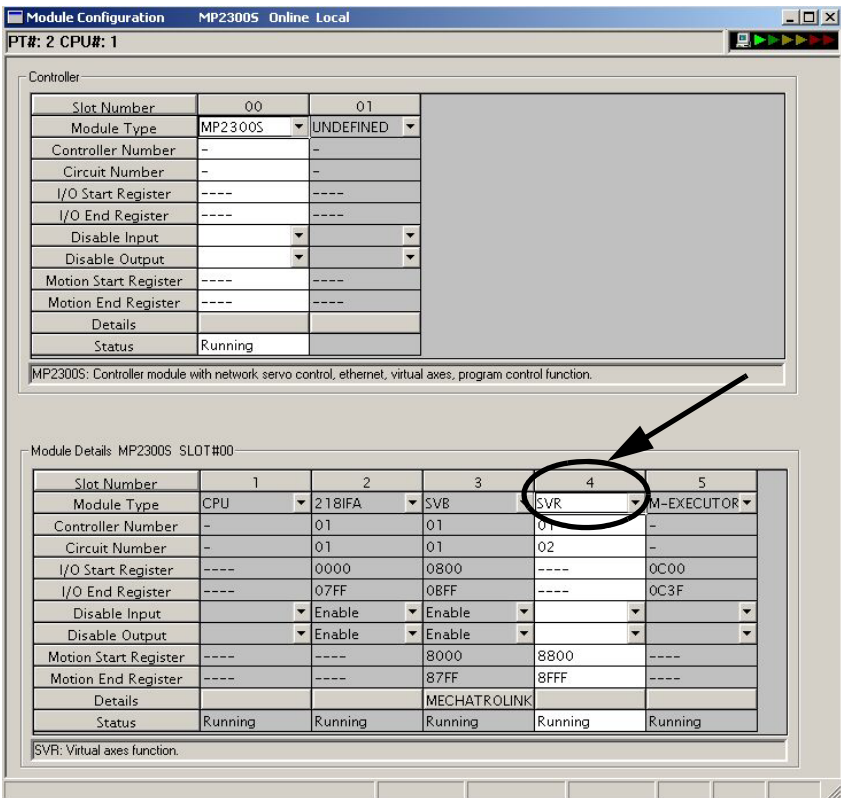 Module Configuration MP2300S Online Local
PT#: 2 CPU#: 1
Controller
Slot Number 00 01
Module Type MP2300S UNDEFINED
Controller Number - -
Circuit Number - -
I/O Start Register ---- ----
I/O End Register ---- ----
Disable Input
Disable Output
Motion Start Register ---- ----
Motion End Register ---- ----
Details
Status Running
MP2300S: Controller module with network servo control, ethernet, virtual axes, program control function.
Module Details MP2300S SLOT#00
Slot Number 1 2 3 4 5
Module Type CPU 218IFA SVB SVR M-EXECUTOR
Controller Number - 01 01 01 -
Circuit Number - 01 01 02 -
I/O Start Register ---- 0000 0800 ---- 0C00
I/O End Register ---- 07FF 0BFF ---- 0C3F
Disable Input Enable Enable
Disable Output Enable Enable
Motion Start Register ---- ---- 8000 8800 ----
Motion End Register ---- ---- 87FF 8FFF ----
Details MECHATROLINK
Status Running Running Running Running Running
SVR: Virtual axes function.